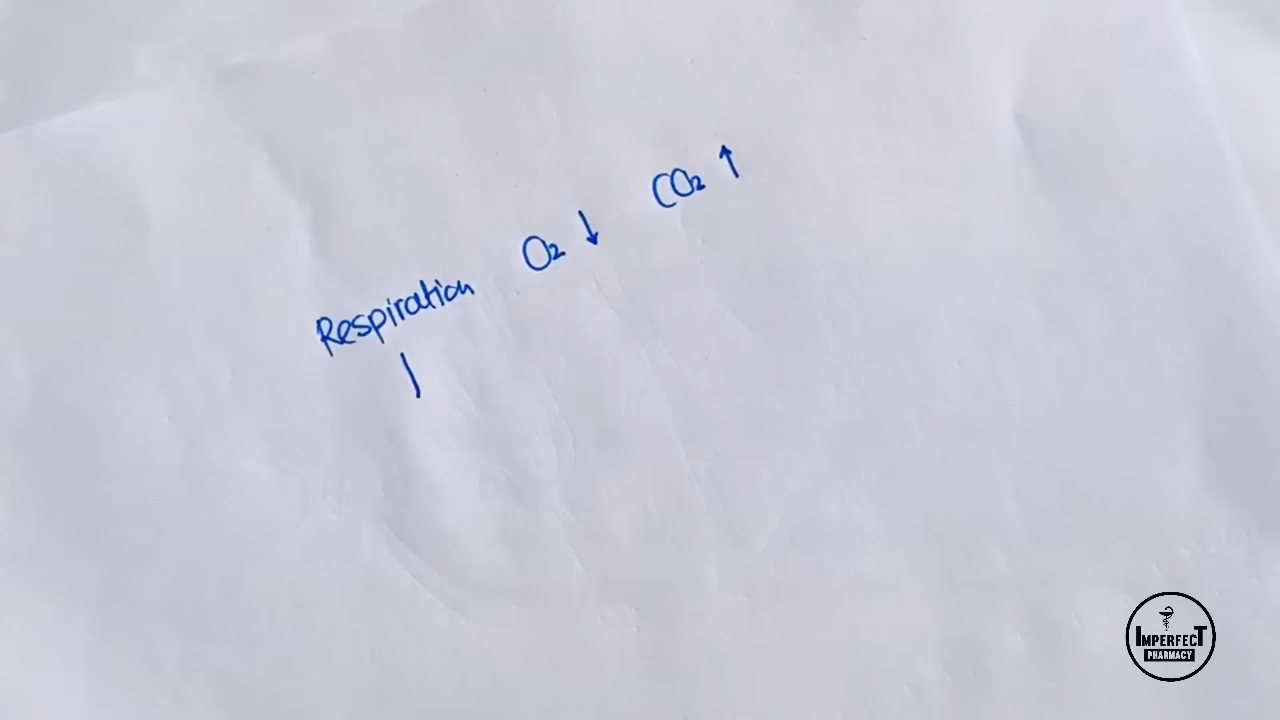 Respiration O₂ ↓ CO₂ ↑
IMPERFECT
PHARMACY